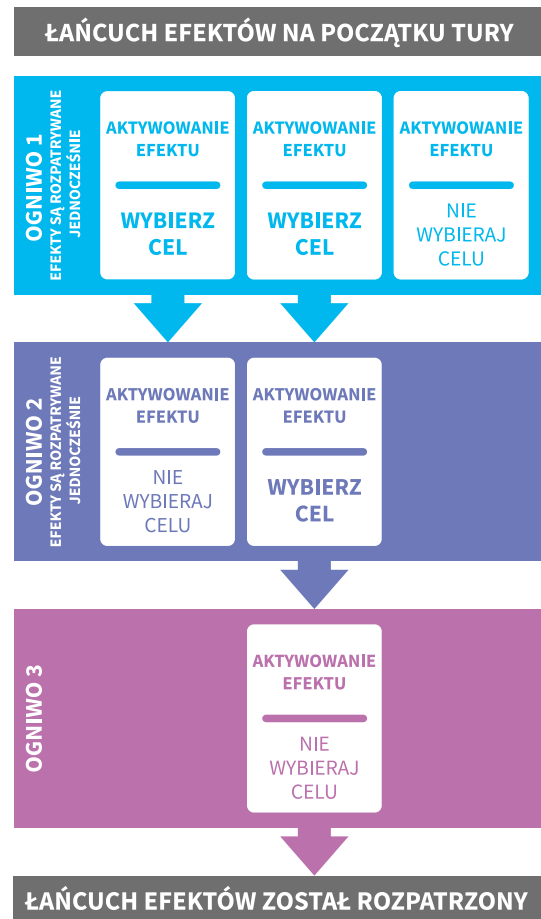 ŁAŃCUCH EFEKTÓW NA POCZĄTKU TURY
OGNIWO 1
EFEKTY SĄ ROZPATRYWANE
JEDNOCZEŚNIE
AKTYWOWANIE
EFEKTU
WYBIERZ
CEL
AKTYWOWANIE
EFEKTU
WYBIERZ
CEL
AKTYWOWANIE
EFEKTU
NIE
WYBIERAJ
CELU
OGNIWO 2
EFEKTY SĄ ROZPATRYWANE
JEDNOCZEŚNIE
AKTYWOWANIE
EFEKTU
NIE
WYBIERAJ
CELU
AKTYWOWANIE
EFEKTU
WYBIERZ
CEL
OGNIWO 3
AKTYWOWANIE
EFEKTU
NIE
WYBIERAJ
CELU
ŁAŃCUCH EFEKTÓW ZOSTAŁ ROZPATRZONY